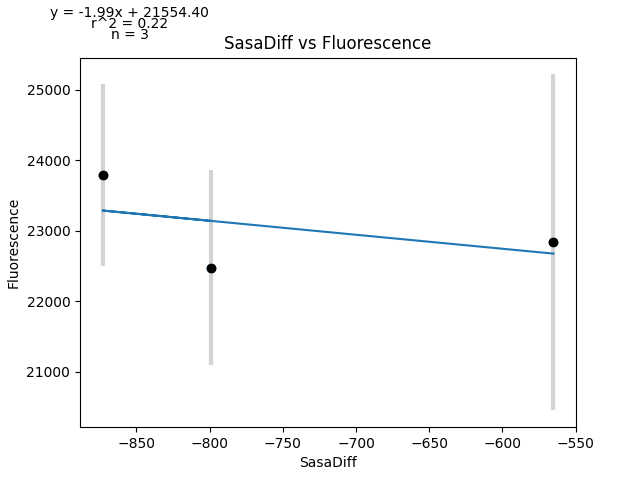 y = -1.99x + 21554.40
r^2 = 0.22
n = 3
SasaDiff vs Fluorescence
25000
24000
23000
22000
21000
Fluorescence
−850
−800
−750
−700
−650
−600
−550
SasaDiff